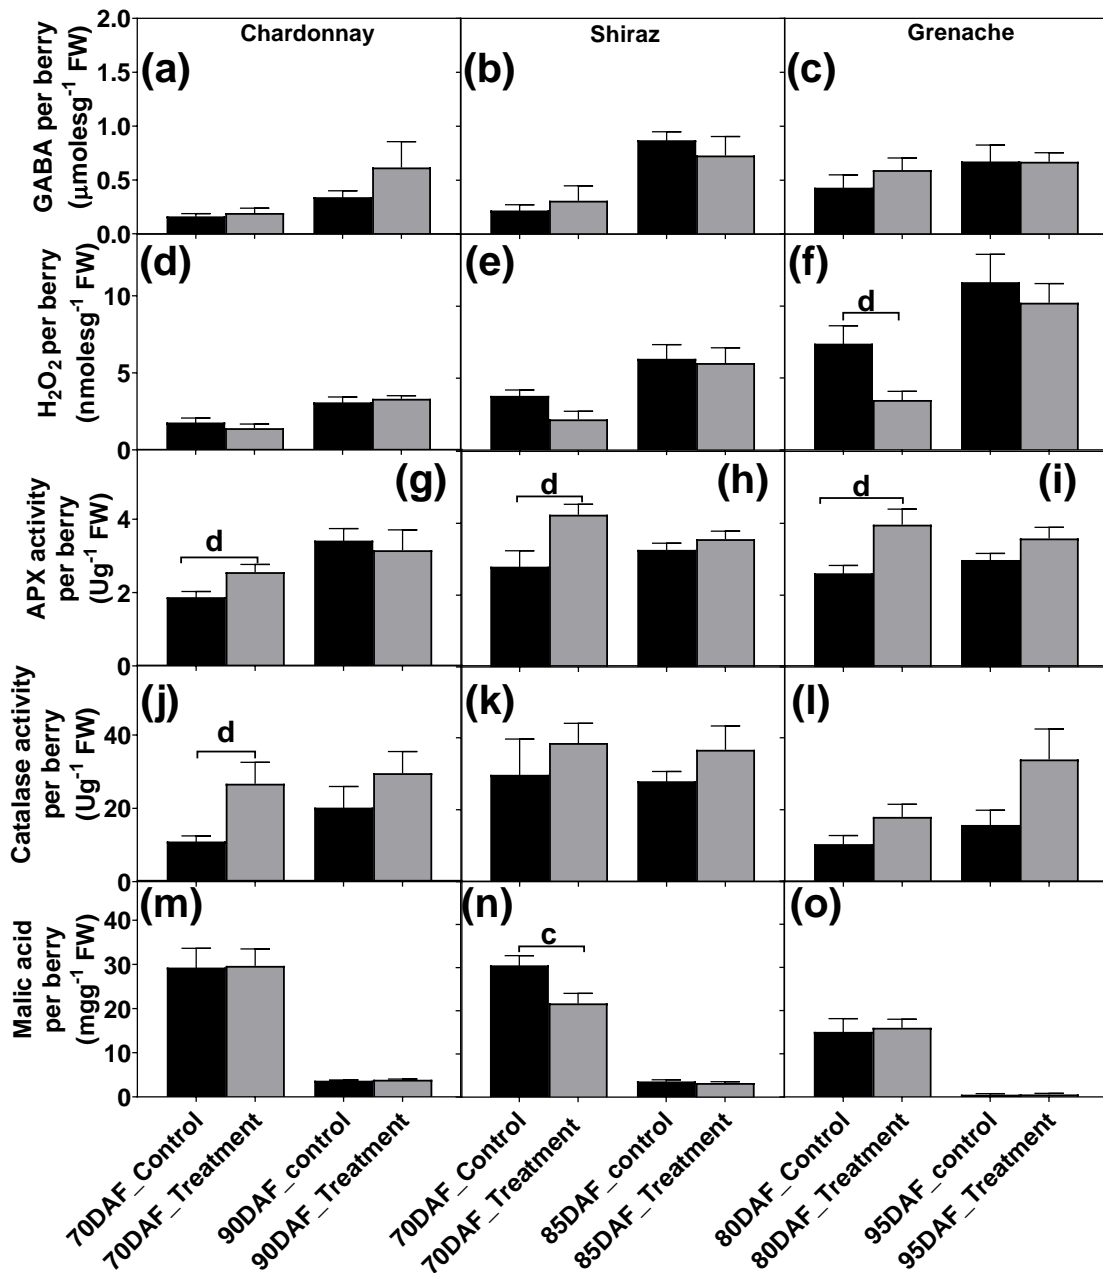 Chardonnay
Shiraz
Grenache
GABA per berry
(μmolesg⁻¹ FW)
2.0
1.5
1.0
0.5
0.0
(a)
(b)
(c)
H₂O₂ per berry
(nmolesg⁻¹ FW)
10
5
0
(d)
(e)
(f)
d
APX activity
per berry
(Ug⁻¹ FW)
4
2
0
(g)
d
(h)
d
(i)
d
Catalase activity
per berry
(Ug⁻¹ FW)
40
20
0
(j)
d
(k)
(l)
Malic acid
per berry
(mgg⁻¹ FW)
40
30
20
10
0
(m)
(n)
c
(o)
70DAF_Control
70DAF_Treatment
90DAF_control
90DAF_Treatment
70DAF_Control
70DAF_Treatment
85DAF_control
85DAF_Treatment
80DAF_Control
80DAF_Treatment
95DAF_control
95DAF_Treatment